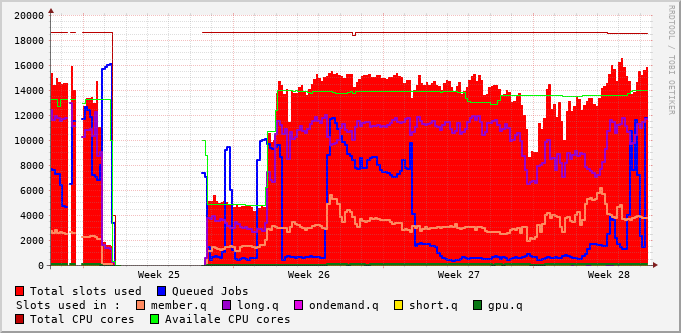 20000
18000
16000
14000
12000
10000
8000
6000
4000
2000
0
Week 25 Week 26 Week 27 Week 28
RRDTOOL / TOBI OETIKER
Total slots used Queued Jobs
Slots used in : member.q long.q ondemand.q short.q gpu.q
Total CPU cores Availale CPU cores